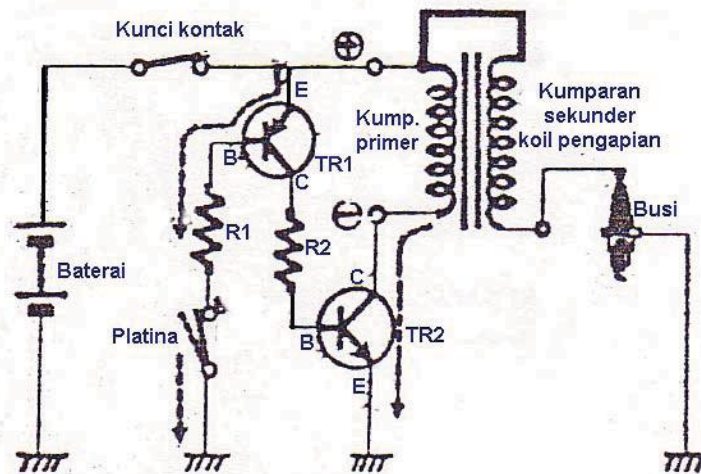 Kunci kontak
+
E
Kump.
primer
Kumparan
sekunder
koil pengapian
B
TR1
C
R1
R2
−
Busi
Baterai
C
Platina
B
TR2
E